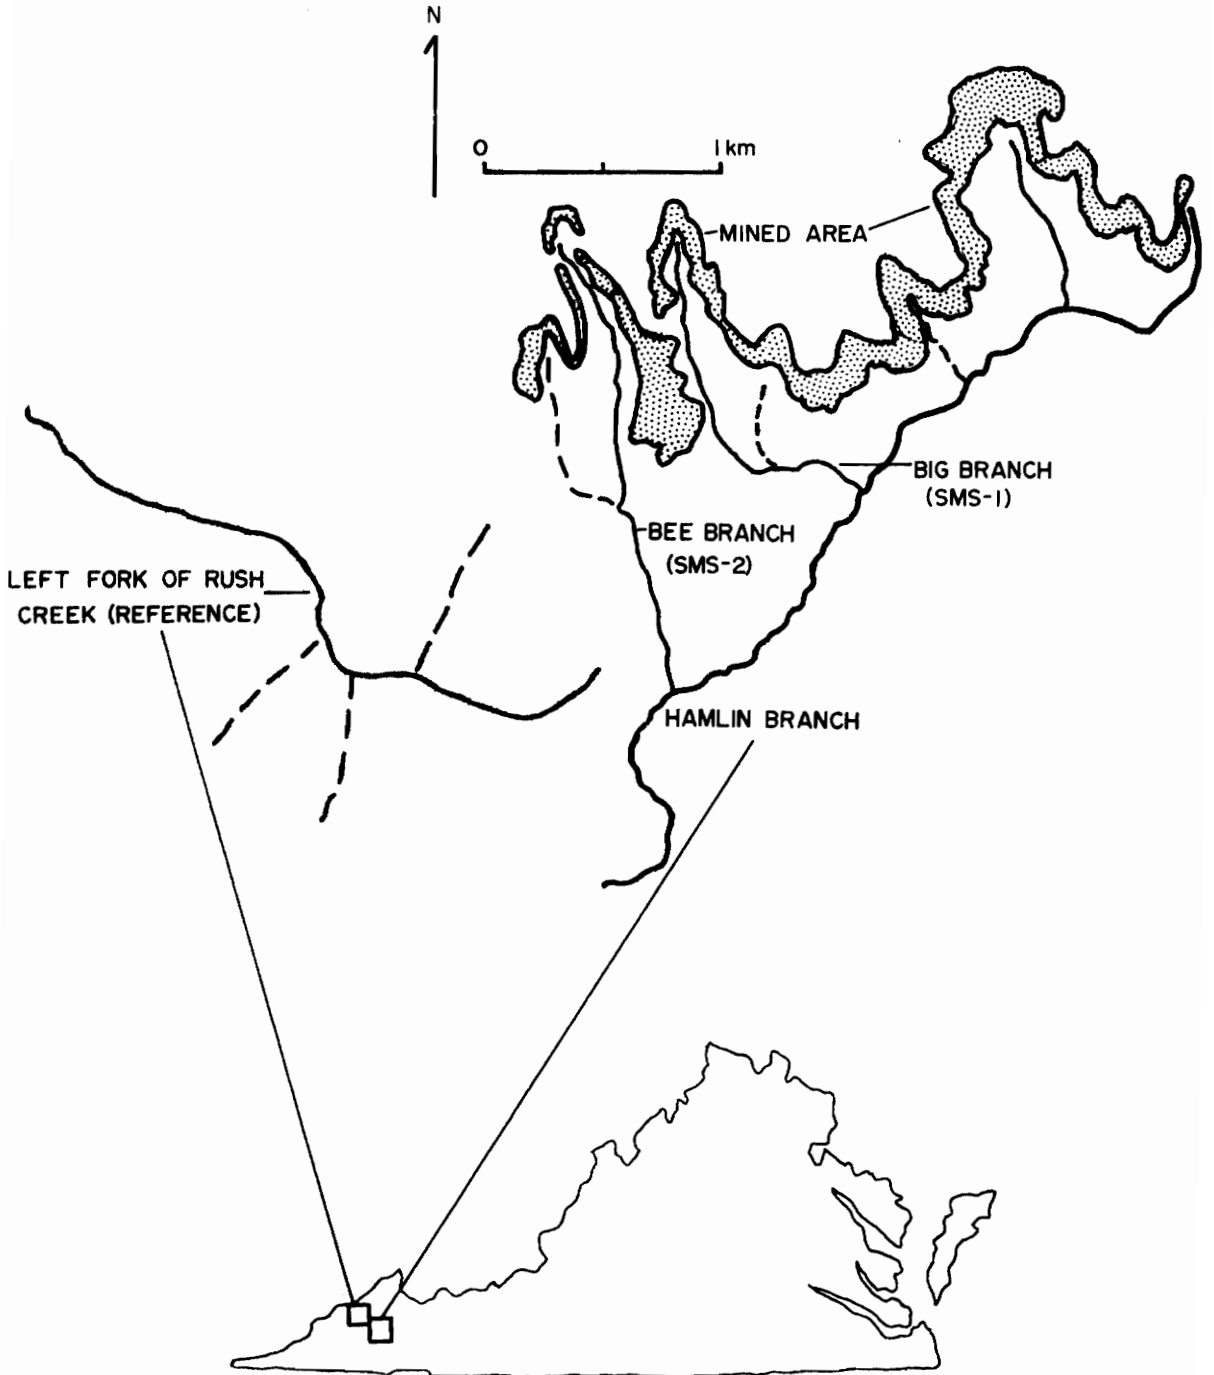 N
0 1 km
MINED AREA
BIG BRANCH
(SMS-1)
BEE BRANCH
(SMS-2)
LEFT FORK OF RUSH
CREEK (REFERENCE)
HAMLIN BRANCH